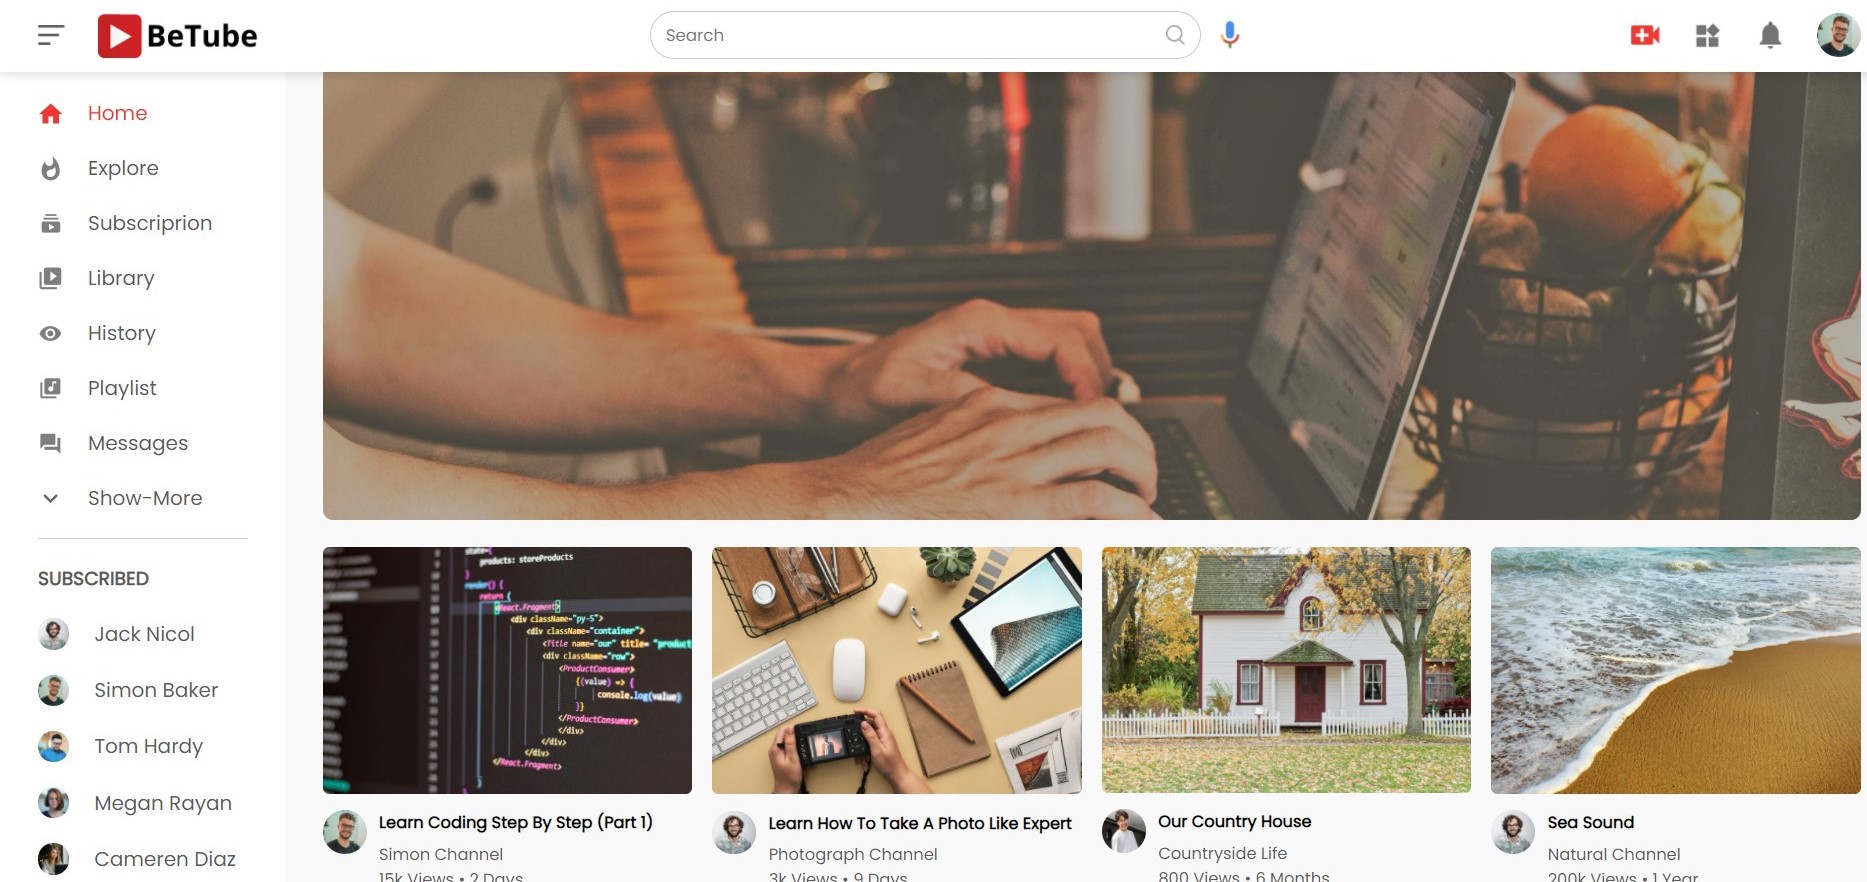 BeTube
Search
Home
Explore
Subscriprion
Library
History
Playlist
Messages
Show-More
SUBSCRIBED
Jack Nicol
Simon Baker
Tom Hardy
Megan Rayan
Cameren Diaz
state={
products: storeProducts
}
render() {
return (
<React.Fragment>
<div className="py-5">
<div className="container">
<Title name="our" title= "product
<div className="row">
<ProductConsumer>
{(value) => {
console.log(value)
}}
</ProductConsumer>
</div>
</div>
</div>
</React.Fragment>
Learn Coding Step By Step (Part 1)
Simon Channel
15k Views • 2 Days
Learn How To Take A Photo Like Expert
Photograph Channel
3k Views • 9 Days
Our Country House
Countryside Life
800 Views • 6 Months
Sea Sound
Natural Channel
200k Views • 1 Year